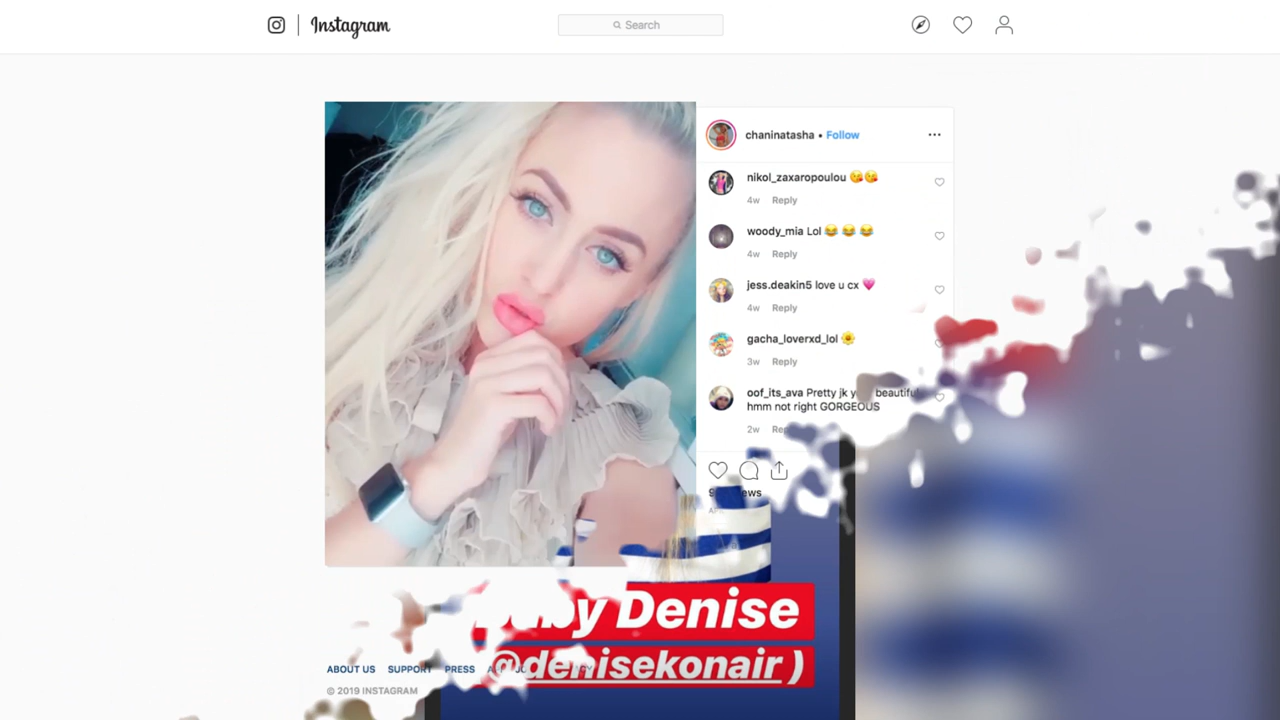 Instagram
Search
chaninatasha • Follow
nikol_zaxaropoulou 😘😘
4w Reply
woody_mia Lol 😂 😂 😂
4w Reply
jess.deakin5 love u cx 💗
4w Reply
gacha_loverxd_lol 🌼
3w Reply
oof_its_ava Pretty jk
hmm not right GORGEOUS
2w
Denise
@denisekonair )
ABOUT US SUPPORT PRESS
© 2019 INSTAGRAM